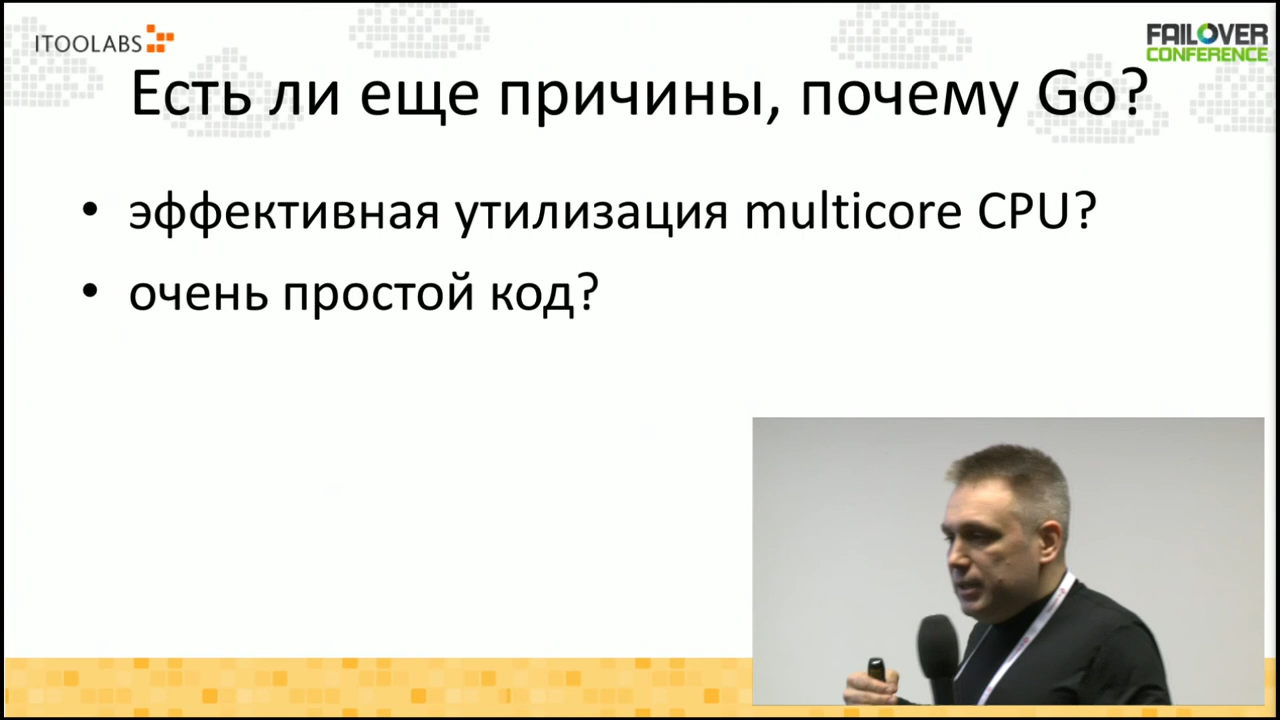 ITOOLABS
FAILOVER
CONFERENCE
Есть ли еще причины, почему Go?
• эффективная утилизация multicore CPU?
• очень простой код?